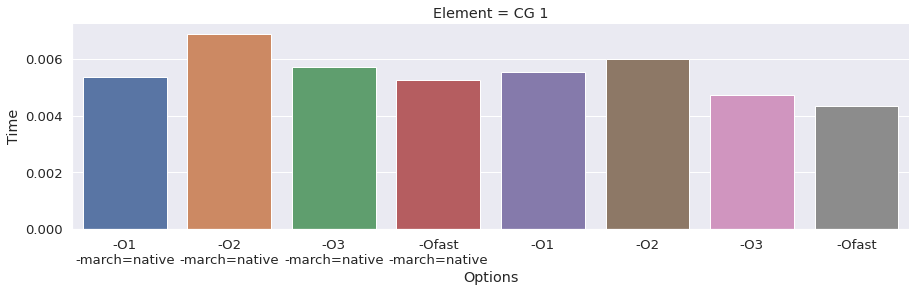 Element = CG 1
Time
0.006
0.004
0.002
0.000
-O1 -O2 -O3 -Ofast -O1 -O2 -O3 -Ofast
-march=native -march=native -march=native -march=native
Options